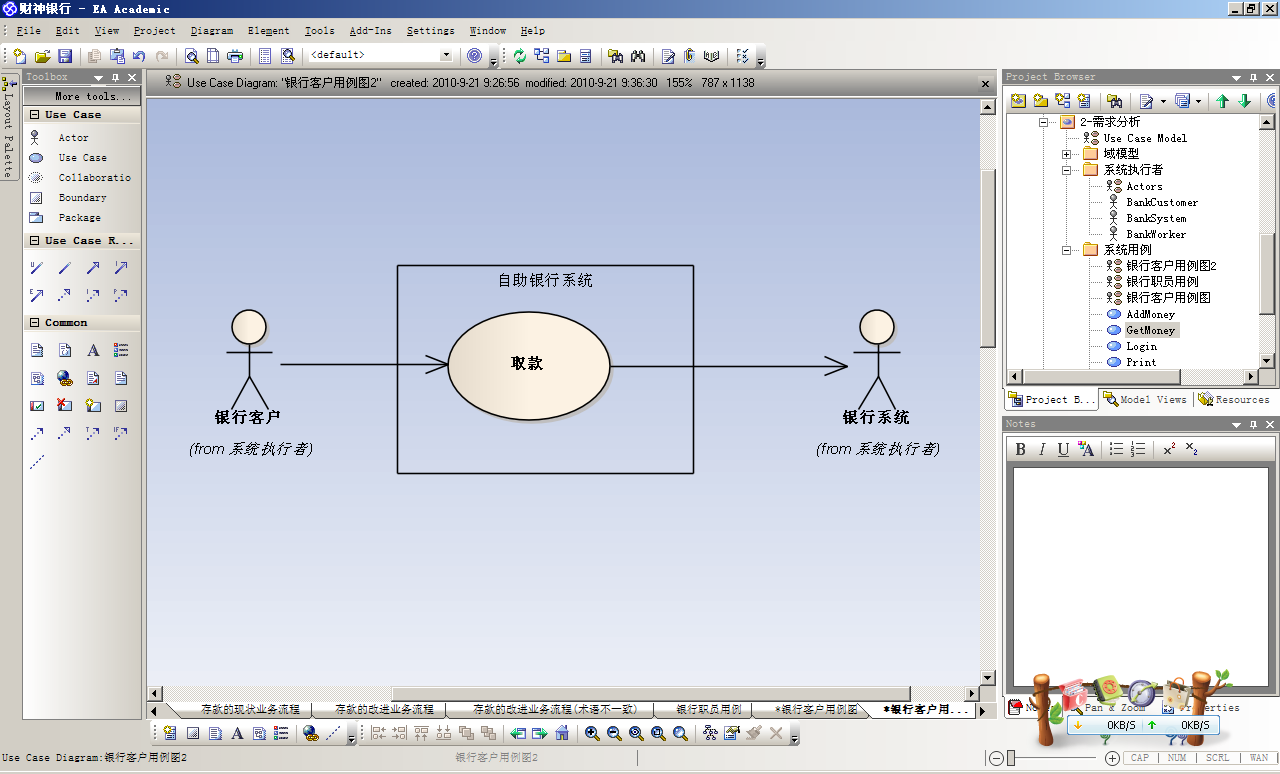 财神银行 - EA Academic
File Edit View Project Diagram Element Tools Add-Ins Settings Window Help
<default>
Layout Palette
Toolbox
More tools...
Use Case
Actor
Use Case
Collaboratio
Boundary
Package
Use Case R...
Common
Use Case Diagram: "银行客户用例图2" created: 2010-9-21 9:26:56 modified: 2010-9-21 9:36:30 155% 787 x 1138
自助银行系统
取款
银行客户
(from 系统执行者)
银行系统
(from 系统执行者)
存款的现状业务流程
存款的改进业务流程
存款的改进业务流程(术语不一致)
银行职员用例
*银行客户用例图
*银行客户用...
Project Browser
2-需求分析
Use Case Model
域模型
系统执行者
Actors
BankCustomer
BankSystem
BankWorker
系统用例
银行客户用例图2
银行职员用例
银行客户用例图
AddMoney
GetMoney
Login
Print
Project B...
Model Views
Resources
Notes
B I U A
Pan & Zoom
0KB/S 0KB/S
Use Case Diagram:银行客户用例图2
银行客户用例图2
CAP NUM SCRL WAN